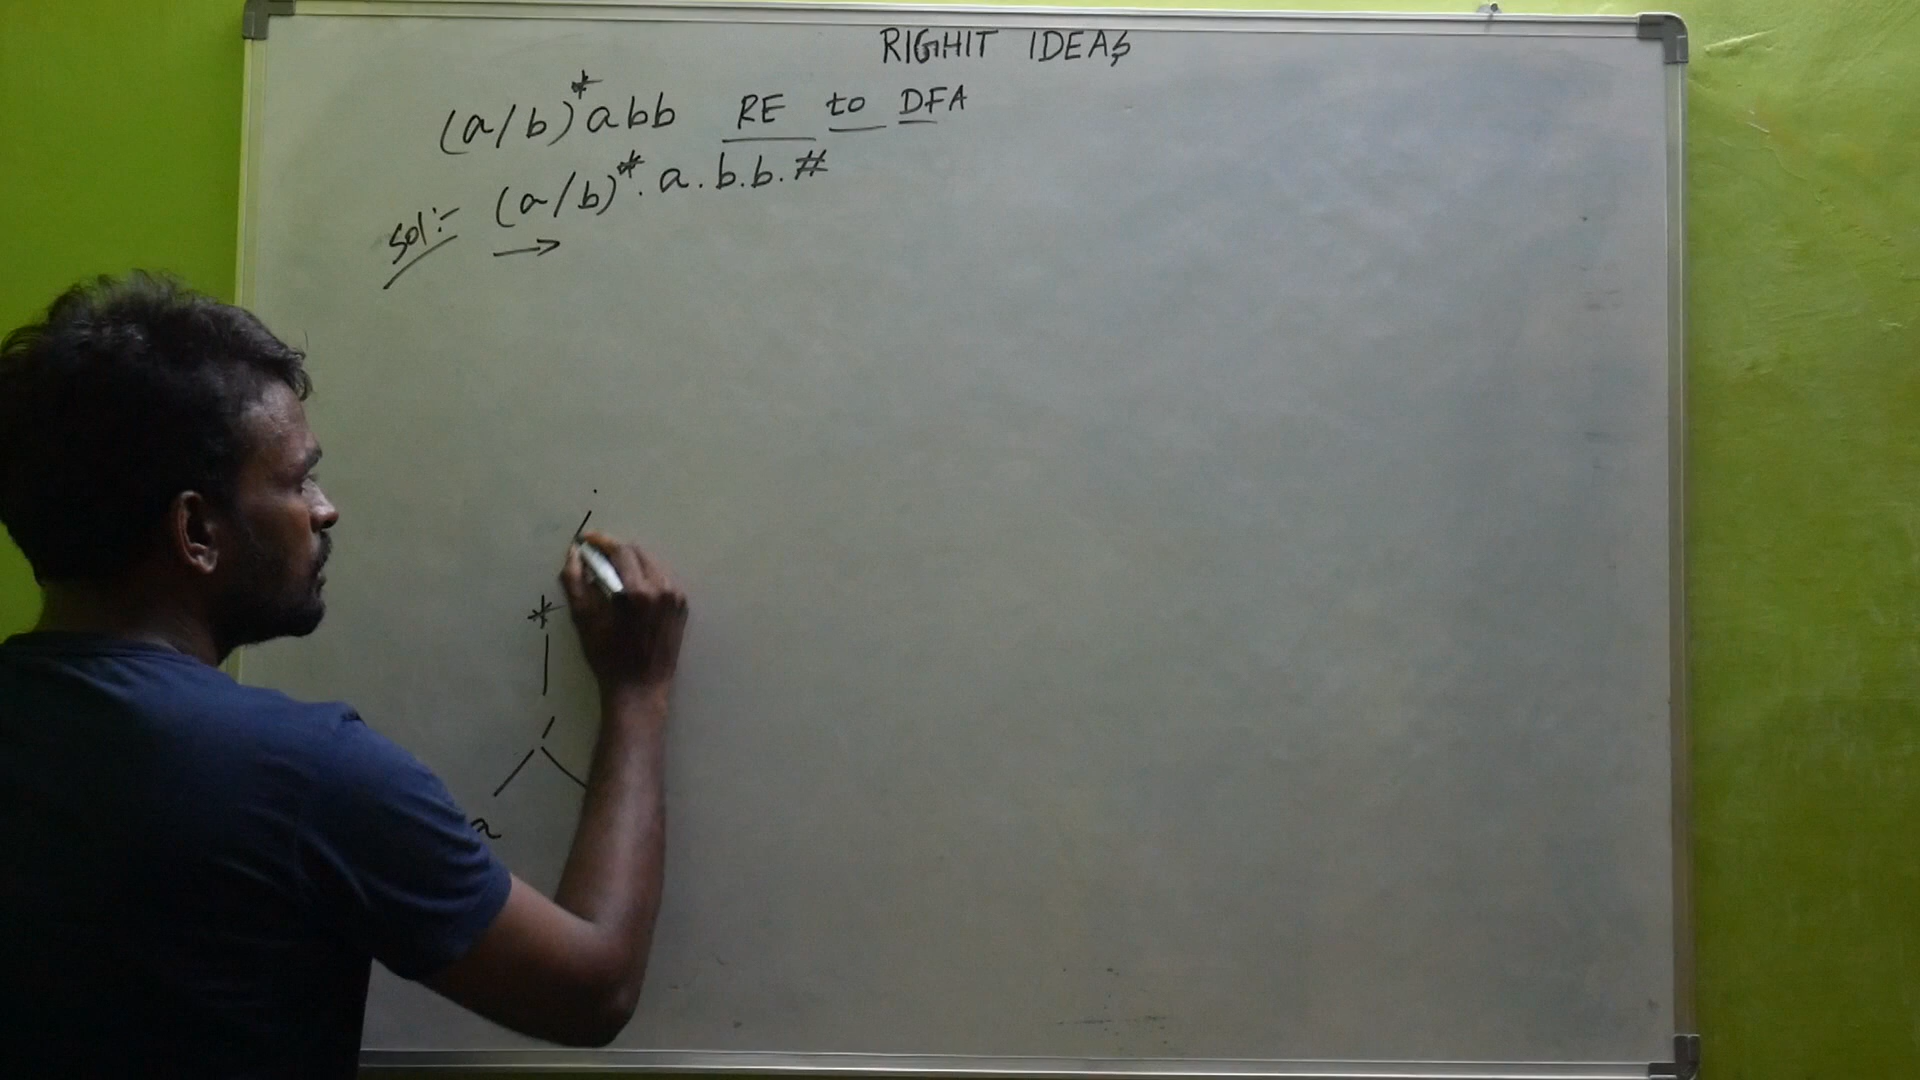 RIGHIT IDEAS
(a/b)*abb RE to DFA
Sol:- (a/b)*.a.b.b.#
.
/
*
/
a